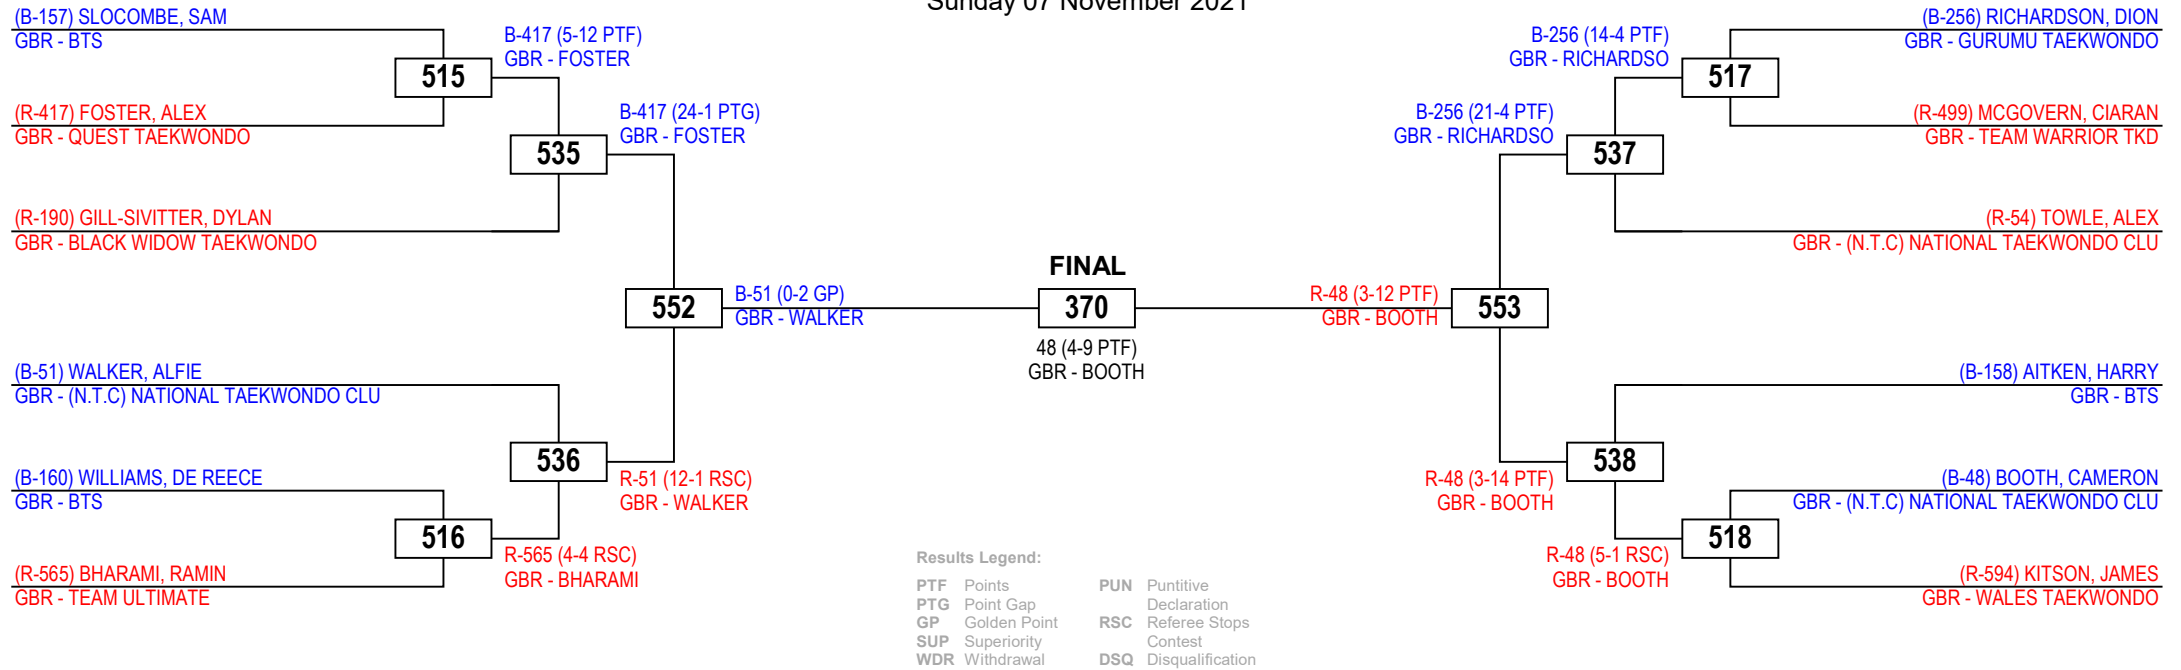 Sunday 07 November 2021
(B-157) SLOCOMBE, SAM
GBR - BTS
515
(R-417) FOSTER, ALEX
GBR - QUEST TAEKWONDO
B-417 (5-12 PTF)
GBR - FOSTER
535
(R-190) GILL-SIVITTER, DYLAN
GBR - BLACK WIDOW TAEKWONDO
B-417 (24-1 PTG)
GBR - FOSTER
552
B-51 (0-2 GP)
GBR - WALKER
(B-51) WALKER, ALFIE
GBR - (N.T.C) NATIONAL TAEKWONDO CLU
536
R-51 (12-1 RSC)
GBR - WALKER
(B-160) WILLIAMS, DE REECE
GBR - BTS
516
(R-565) BHARAMI, RAMIN
GBR - TEAM ULTIMATE
R-565 (4-4 RSC)
GBR - BHARAMI
FINAL
370
48 (4-9 PTF)
GBR - BOOTH
(B-256) RICHARDSON, DION
GBR - GURUMU TAEKWONDO
517
(R-499) MCGOVERN, CIARAN
GBR - TEAM WARRIOR TKD
B-256 (14-4 PTF)
GBR - RICHARDSO
537
(R-54) TOWLE, ALEX
GBR - (N.T.C) NATIONAL TAEKWONDO CLU
B-256 (21-4 PTF)
GBR - RICHARDSO
553
R-48 (3-12 PTF)
GBR - BOOTH
(B-158) AITKEN, HARRY
GBR - BTS
538
R-48 (3-14 PTF)
GBR - BOOTH
(B-48) BOOTH, CAMERON
GBR - (N.T.C) NATIONAL TAEKWONDO CLU
518
(R-594) KITSON, JAMES
GBR - WALES TAEKWONDO
R-48 (5-1 RSC)
GBR - BOOTH
Results Legend:
PTF Points
PTG Point Gap
GP Golden Point
SUP Superiority
WDR Withdrawal
PUN Puntitive
Declaration
RSC Referee Stops
Contest
DSQ Disqualification